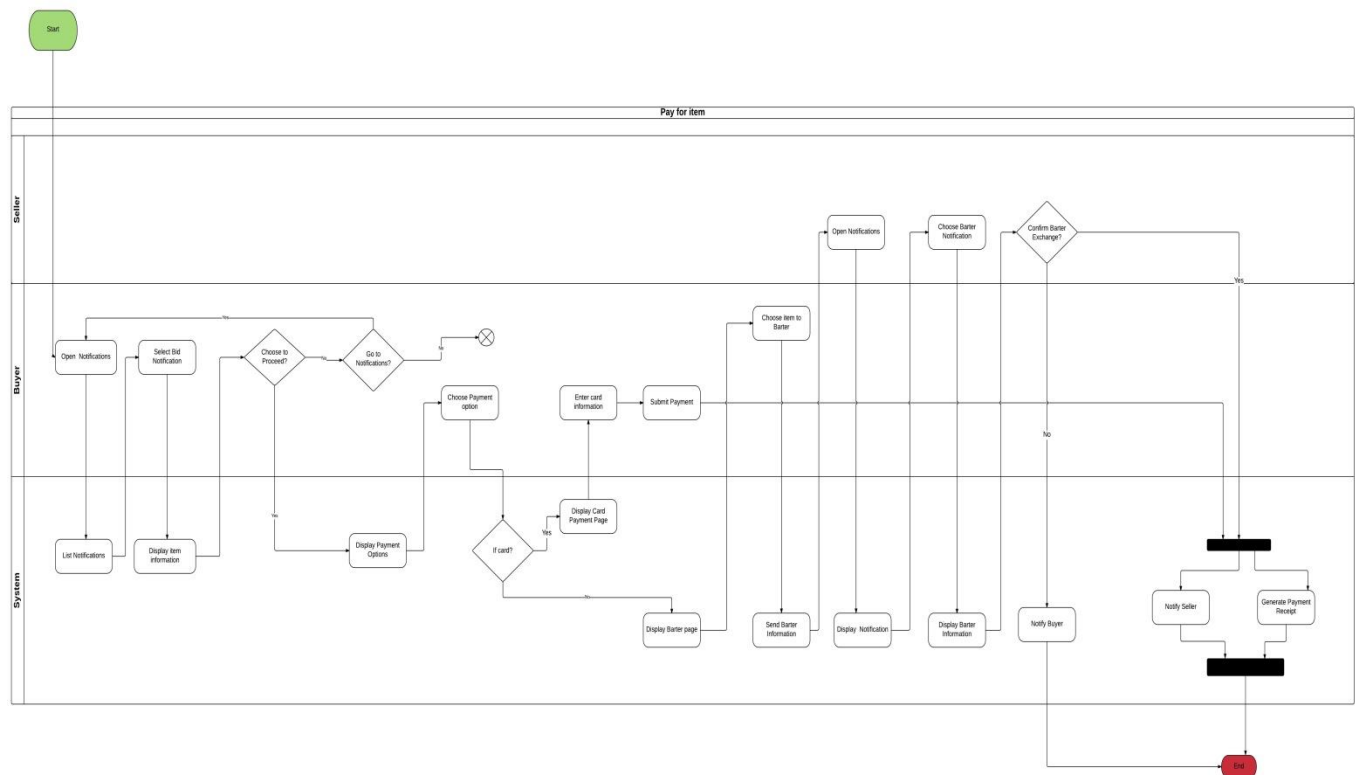 Start
Pay for item
Seller
Open Notifications
Choose Barter
Notification
Confirm Barter
Exchange?
Yes
Buyer
Yes
Open Notifications
Select Bid
Notification
Choose to
Proceed?
No
Go to
Notifications?
No
Choose Payment
option
Enter card
information
Submit Payment
Choose item to
Barter
No
System
Yes
List Notifications
Display item
information
Display Payment
Options
If card?
Yes
Display Card
Payment Page
No
Display Barter page
Send Barter
Information
Display Notification
Display Barter
Information
Notify Buyer
Notify Seller
Generate Payment
Receipt
End